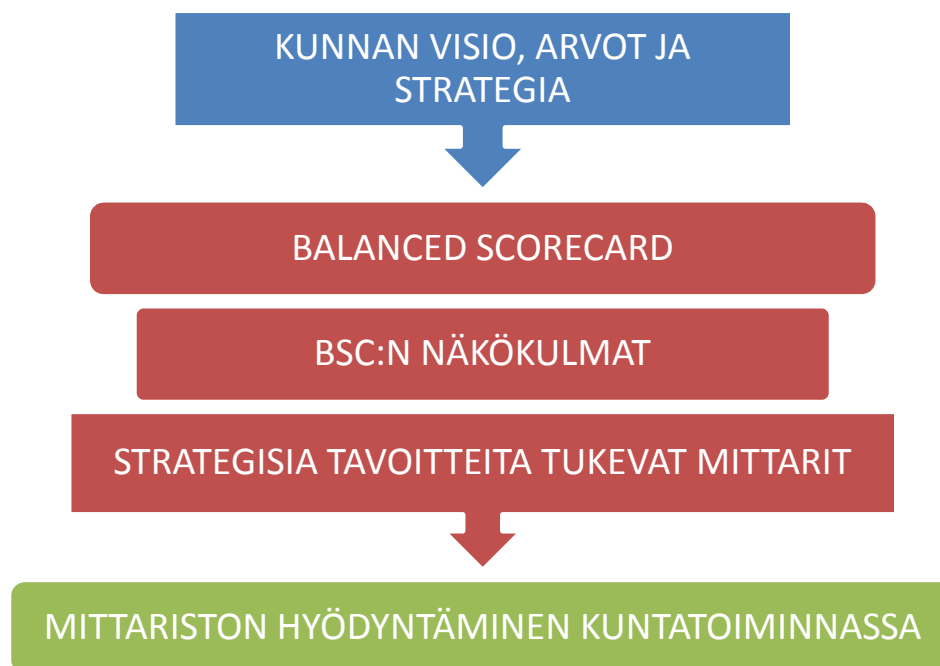 KUNNAN VISIO, ARVOT JA
STRATEGIA
BALANCED SCORECARD
BSC:N NÄKÖKULMAT
STRATEGISIA TAVOITTEITA TUKEVAT MITTARIT
MITTARISTON HYÖDYNTÄMINEN KUNTATOIMINNASSA